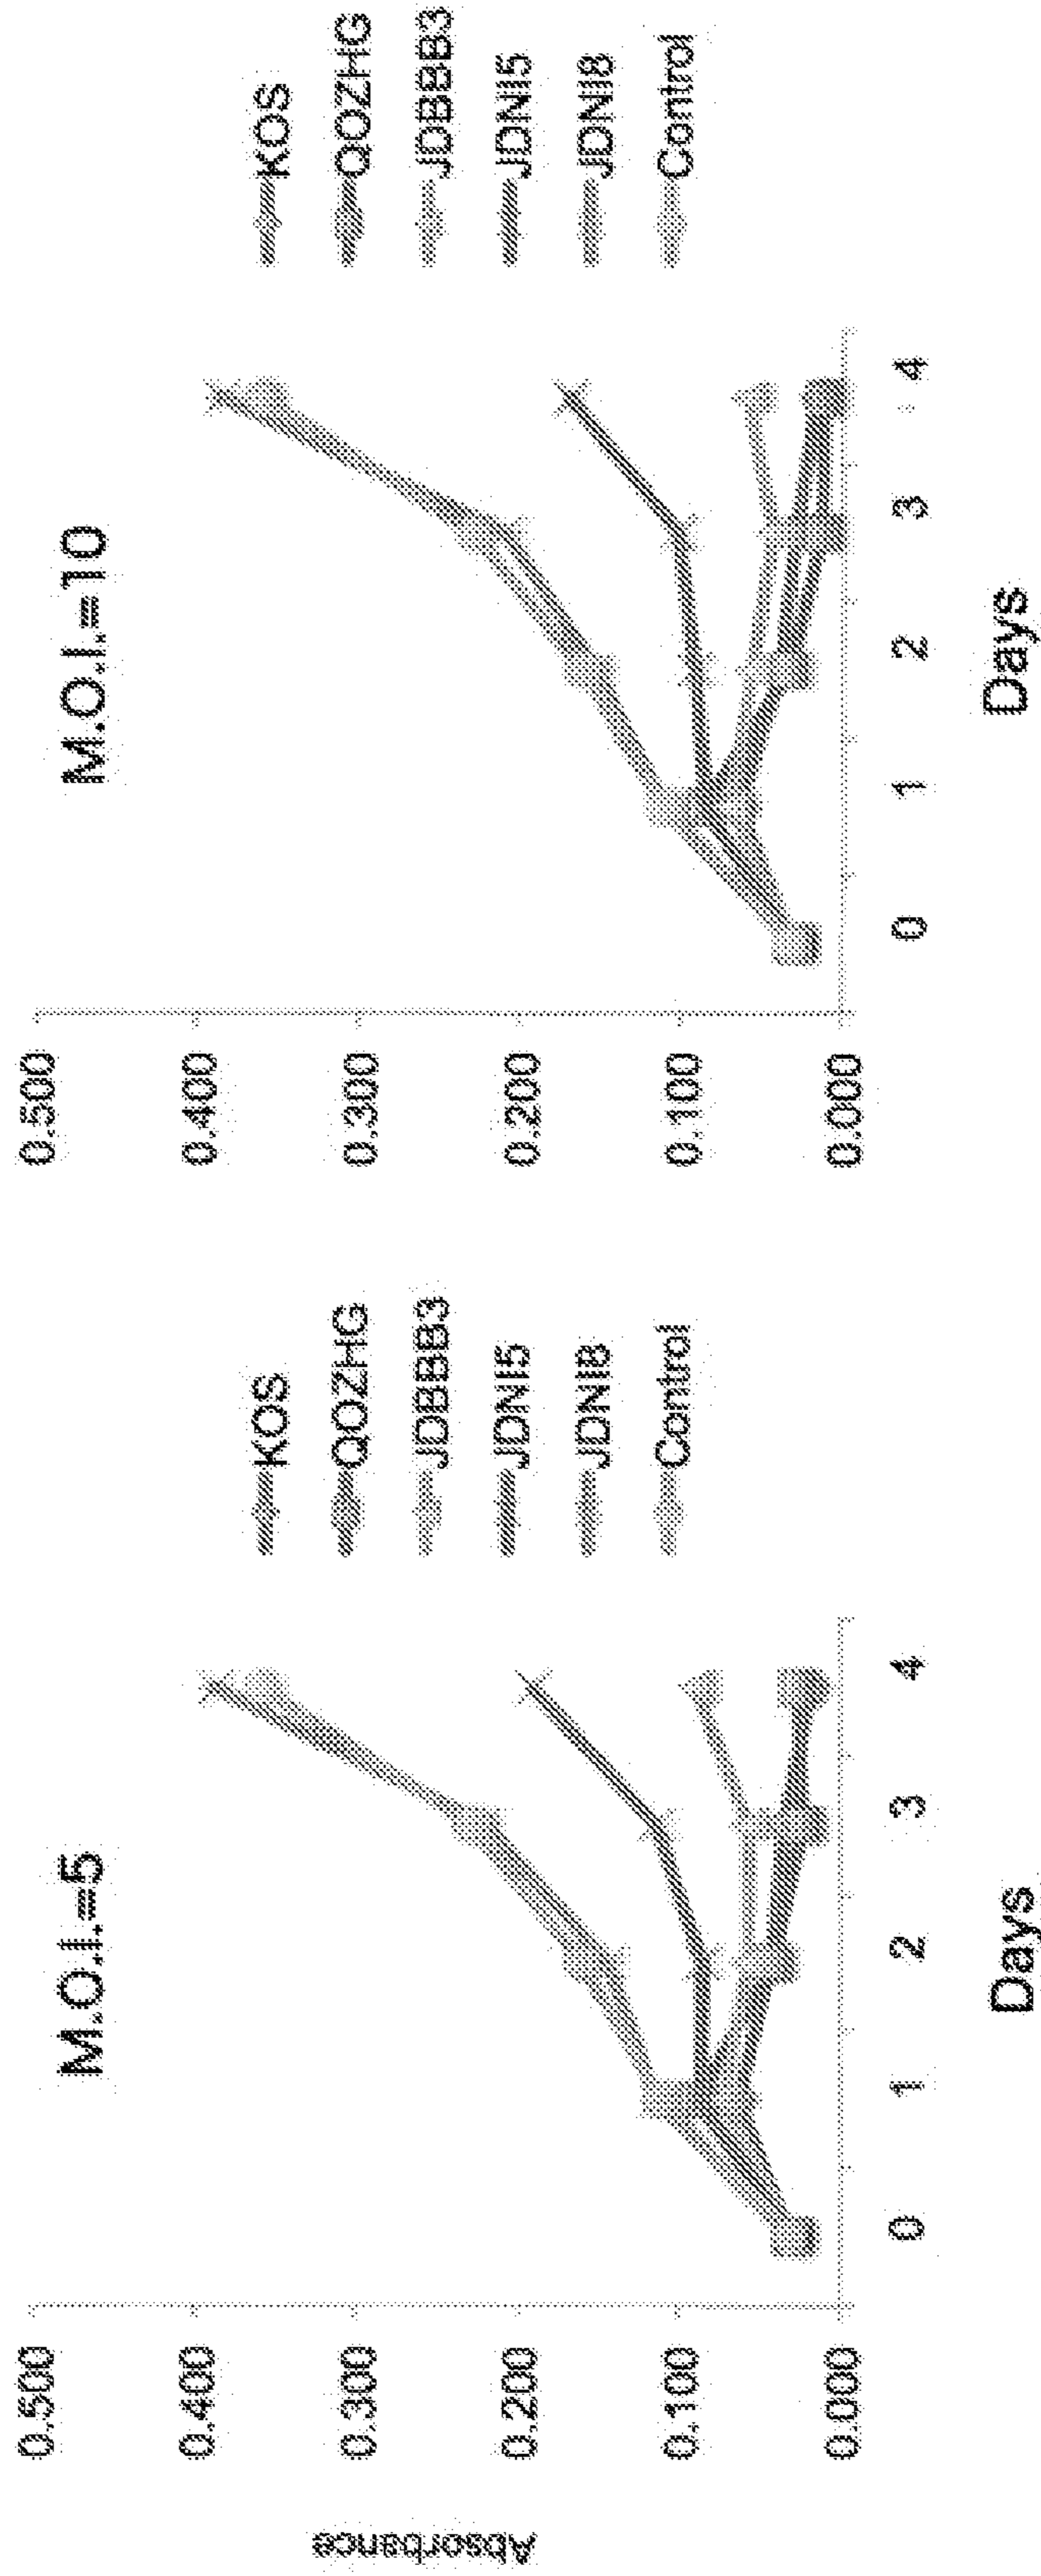 M.O.I.=5
Absorbance
0.500
0.400
0.300
0.200
0.100
0.000
0 1 2 3 4
Days
KOS
QOZHG
JDBBB3
JDNI5
JDNI8
Control
M.O.I.=10
0.500
0.400
0.300
0.200
0.100
0.000
0 1 2 3 4
Days
KOS
QOZHG
JDBBB3
JDNI5
JDNI8
Control